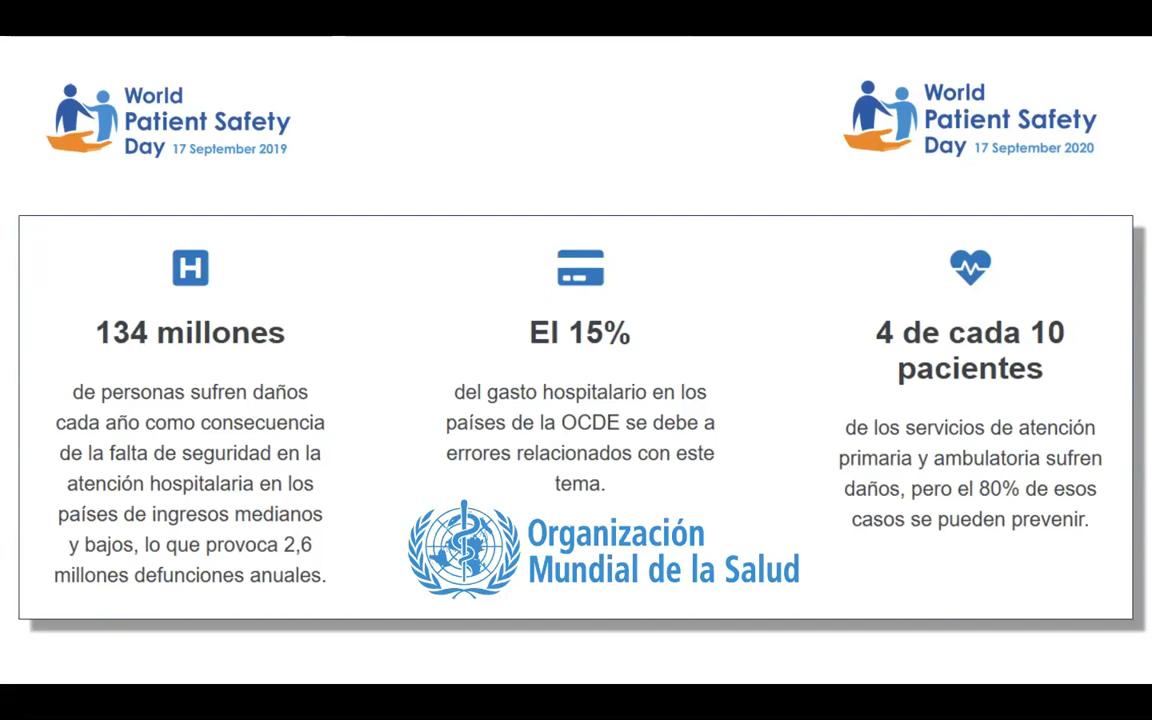 World
Patient Safety
Day 17 September 2019
World
Patient Safety
Day 17 September 2020
H
134 millones
de personas sufren daños
cada año como consecuencia
de la falta de seguridad en la
atención hospitalaria en los
países de ingresos medianos
y bajos, lo que provoca 2,6
millones defunciones anuales.
El 15%
del gasto hospitalario en los
países de la OCDE se debe a
errores relacionados con este
tema.
Organización
Mundial de la Salud
4 de cada 10
pacientes
de los servicios de atención
primaria y ambulatoria sufren
daños, pero el 80% de esos
casos se pueden prevenir.